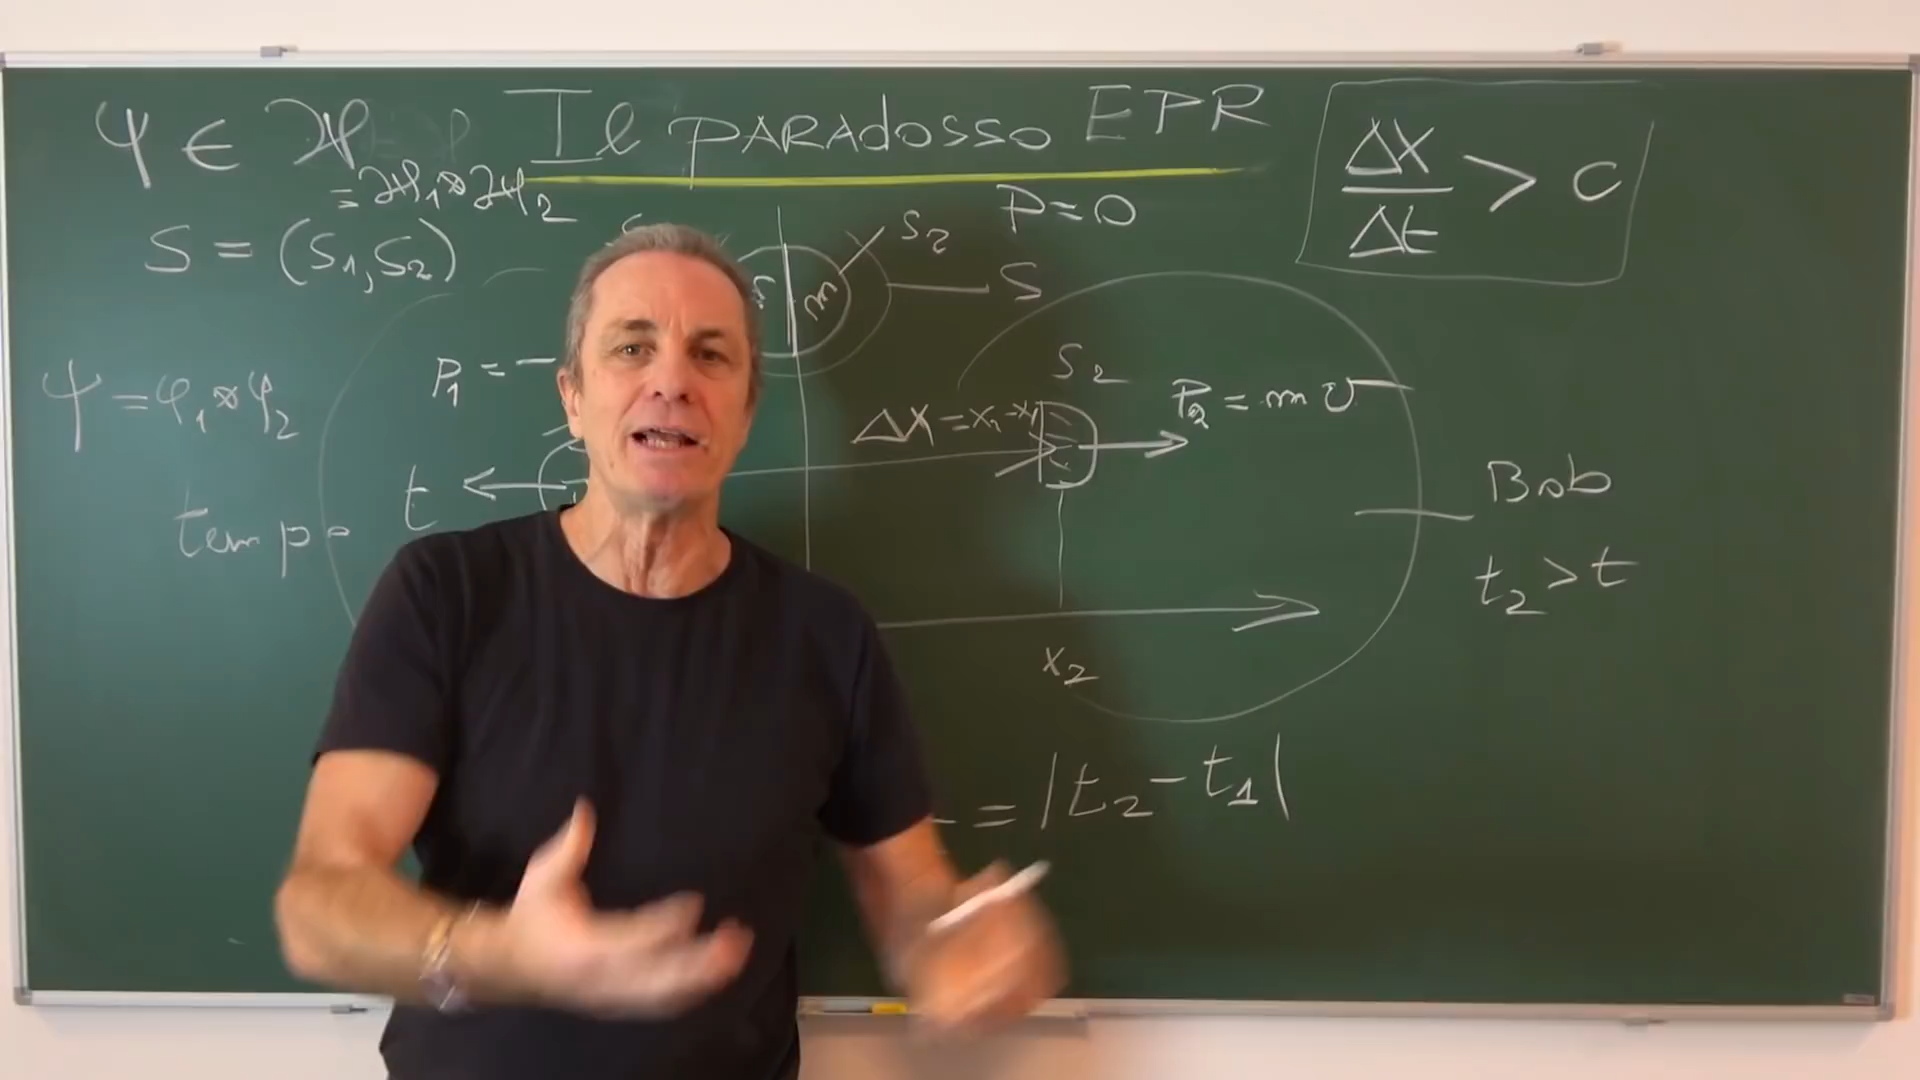 ψ ∈ ℋ
Il PARADOSSO EPR
= ℋ₁ ⊗ ℋ₂
S = (S₁, S₂)
P = 0
S₂
S
m
Δx
Δt
> c
ψ = φ₁ ⊗ φ₂
P₁ = -
S₂
P₂ = m v
Δx = x₂ - x₁
tempo
t
Bob
t₂ > t
x₂
= |t₂ - t₁|